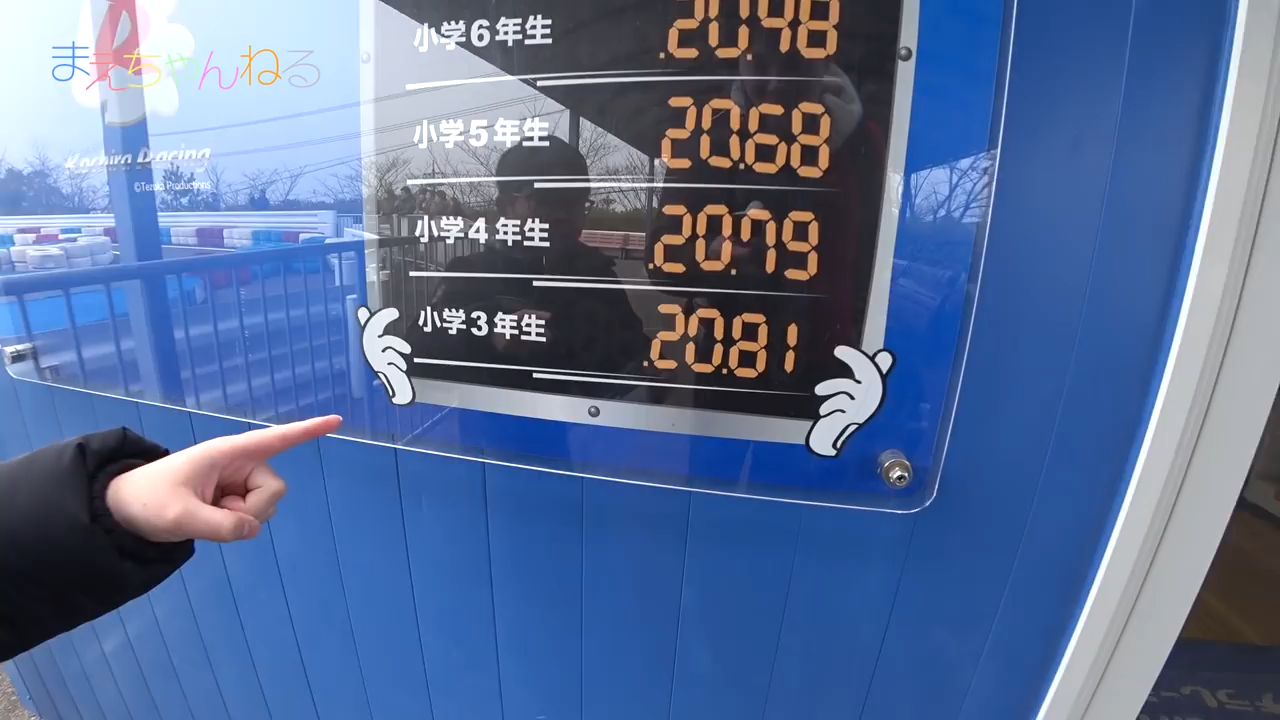 まえちゃんねる
小学6年生 20.48
小学5年生 20.68
小学4年生 20.79
小学3年生 20.81
Kochira Racing
©Tezuka Productions